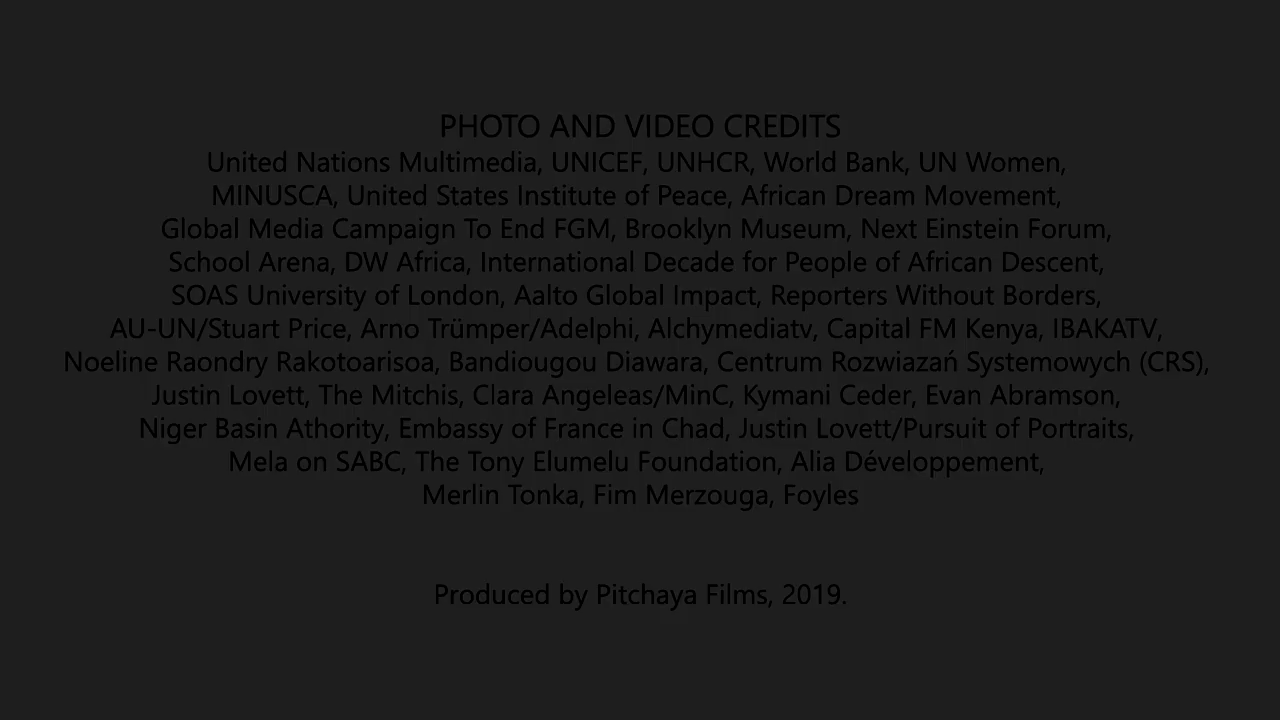 PHOTO AND VIDEO CREDITS
United Nations Multimedia, UNICEF, UNHCR, World Bank, UN Women,
MINUSCA, United States Institute of Peace, African Dream Movement,
Global Media Campaign To End FGM, Brooklyn Museum, Next Einstein Forum,
School Arena, DW Africa, International Decade for People of African Descent,
SOAS University of London, Aalto Global Impact, Reporters Without Borders,
AU-UN/Stuart Price, Arno Trümper/Adelphi, Alchymediatv, Capital FM Kenya, IBAKATV,
Noeline Raondry Rakotoarisoa, Bandiougou Diawara, Centrum Rozwiazań Systemowych (CRS),
Justin Lovett, The Mitchis, Clara Angeleas/MinC, Kymani Ceder, Evan Abramson,
Niger Basin Athority, Embassy of France in Chad, Justin Lovett/Pursuit of Portraits,
Mela on SABC, The Tony Elumelu Foundation, Alia Développement,
Merlin Tonka, Fim Merzouga, Foyles
Produced by Pitchaya Films, 2019.